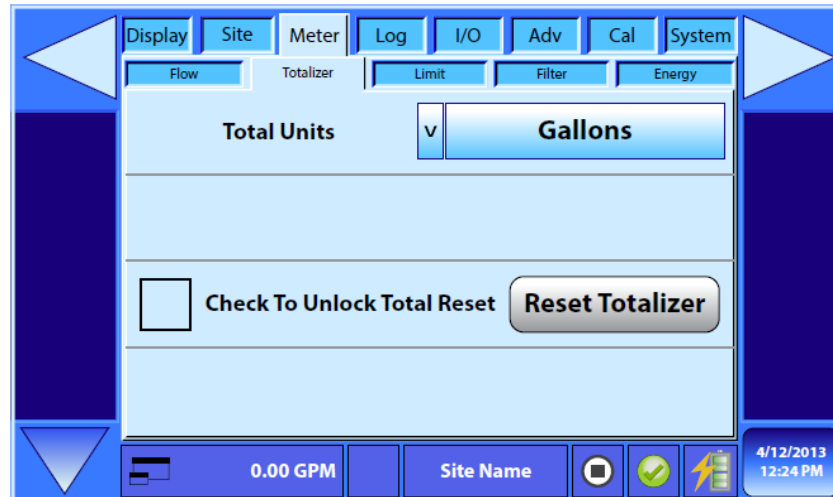 Display Site Meter Log I/O Adv Cal System
Flow Totalizer Limit Filter Energy
Total Units v Gallons
Check To Unlock Total Reset Reset Totalizer
0.00 GPM Site Name 4/12/2013
12:24 PM